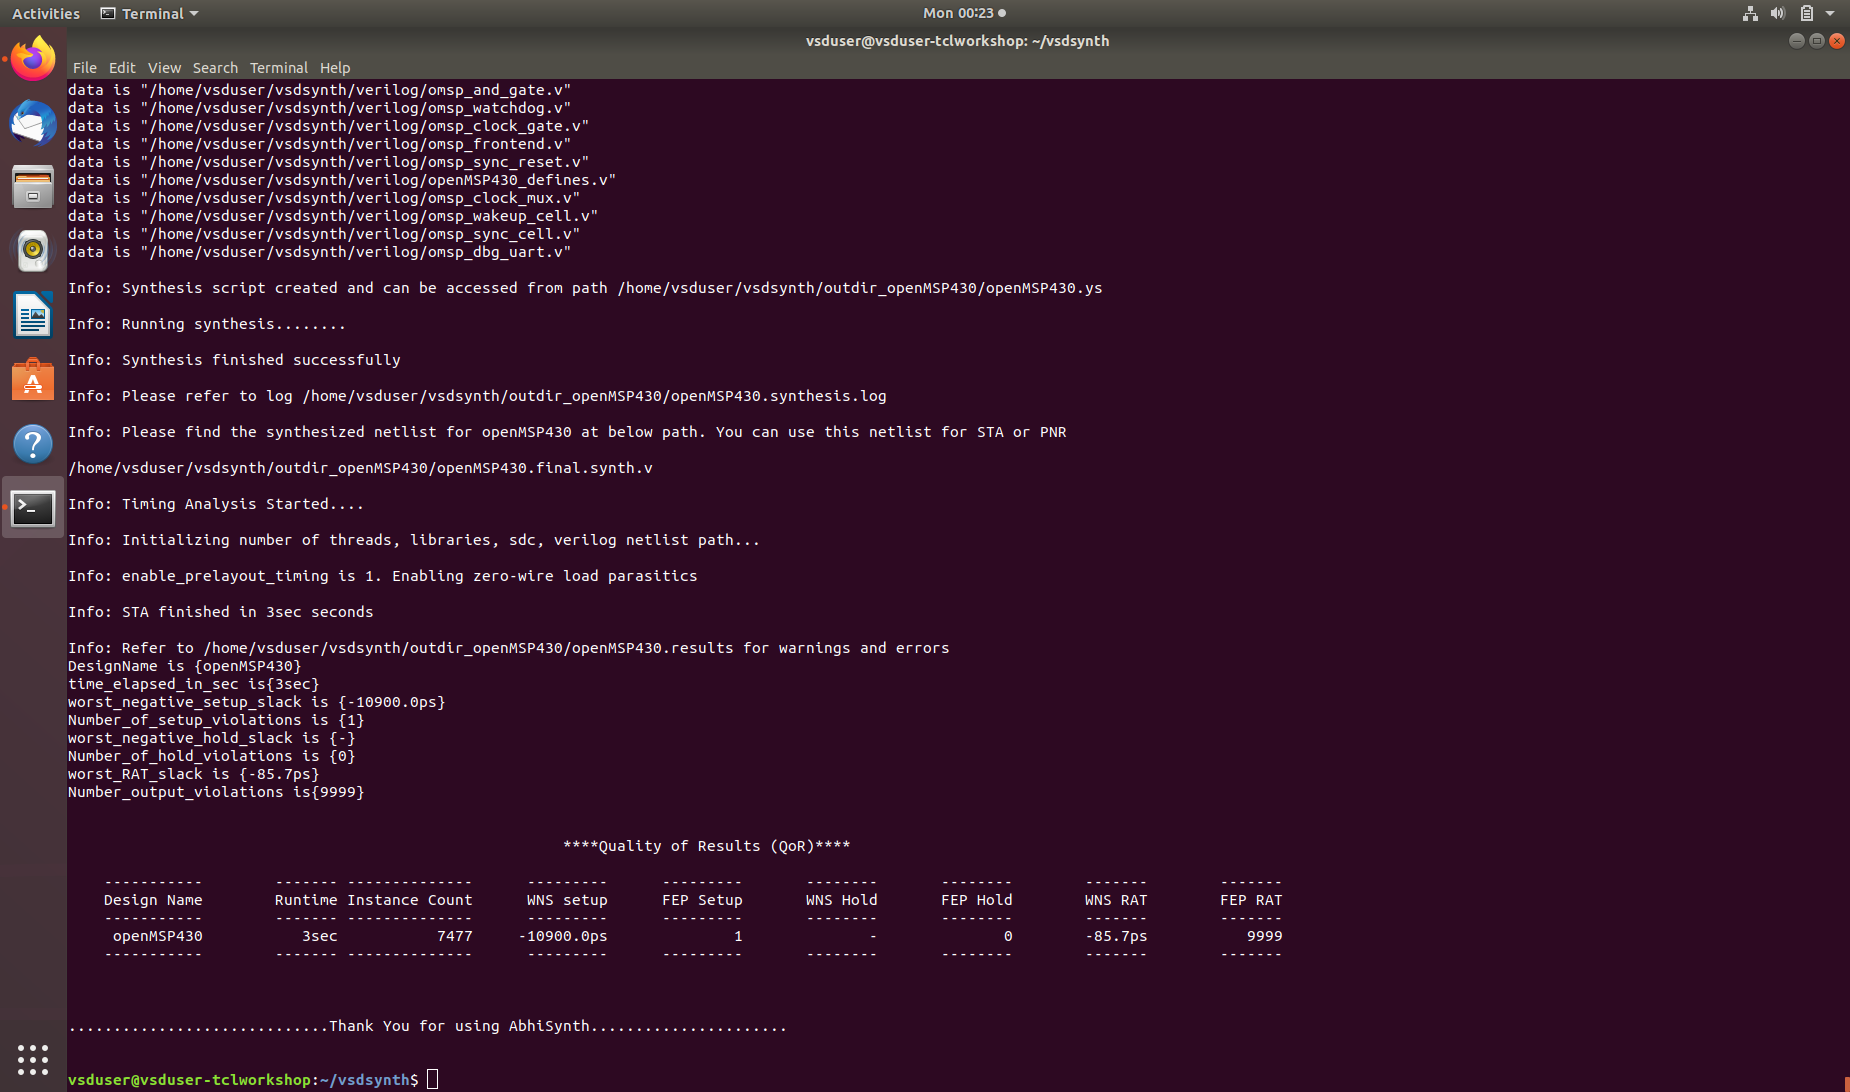 Activities Terminal Mon 00:23
vsduser@vsduser-tclworkshop: ~/vsdsynth
File Edit View Search Terminal Help
data is "/home/vsduser/vsdsynth/verilog/omsp_and_gate.v"
data is "/home/vsduser/vsdsynth/verilog/omsp_watchdog.v"
data is "/home/vsduser/vsdsynth/verilog/omsp_clock_gate.v"
data is "/home/vsduser/vsdsynth/verilog/omsp_frontend.v"
data is "/home/vsduser/vsdsynth/verilog/omsp_sync_reset.v"
data is "/home/vsduser/vsdsynth/verilog/openMSP430_defines.v"
data is "/home/vsduser/vsdsynth/verilog/omsp_clock_mux.v"
data is "/home/vsduser/vsdsynth/verilog/omsp_wakeup_cell.v"
data is "/home/vsduser/vsdsynth/verilog/omsp_sync_cell.v"
data is "/home/vsduser/vsdsynth/verilog/omsp_dbg_uart.v"
Info: Synthesis script created and can be accessed from path /home/vsduser/vsdsynth/outdir_openMSP430/openMSP430.ys
Info: Running synthesis........
Info: Synthesis finished successfully
Info: Please refer to log /home/vsduser/vsdsynth/outdir_openMSP430/openMSP430.synthesis.log
Info: Please find the synthesized netlist for openMSP430 at below path. You can use this netlist for STA or PNR
/home/vsduser/vsdsynth/outdir_openMSP430/openMSP430.final.synth.v
Info: Timing Analysis Started....
Info: Initializing number of threads, libraries, sdc, verilog netlist path...
Info: enable_prelayout_timing is 1. Enabling zero-wire load parasitics
Info: STA finished in 3sec seconds
Info: Refer to /home/vsduser/vsdsynth/outdir_openMSP430/openMSP430.results for warnings and errors
DesignName is {openMSP430}
time_elapsed_in_sec is{3sec}
worst_negative_setup_slack is {-10900.0ps}
Number_of_setup_violations is {1}
worst_negative_hold_slack is {-}
Number_of_hold_violations is {0}
worst_RAT_slack is {-85.7ps}
Number_output_violations is{9999}
****Quality of Results (QoR)****
----------- ------- -------------- --------- --------- -------- -------- ------- -------
Design Name Runtime Instance Count WNS setup FEP Setup WNS Hold FEP Hold WNS RAT FEP RAT
----------- ------- -------------- --------- --------- -------- -------- ------- -------
openMSP430 3sec 7477 -10900.0ps 1 - 0 -85.7ps 9999
----------- ------- -------------- --------- --------- -------- -------- ------- -------
.............................Thank You for using AbhiSynth......................
vsduser@vsduser-tclworkshop:~/vsdsynth$